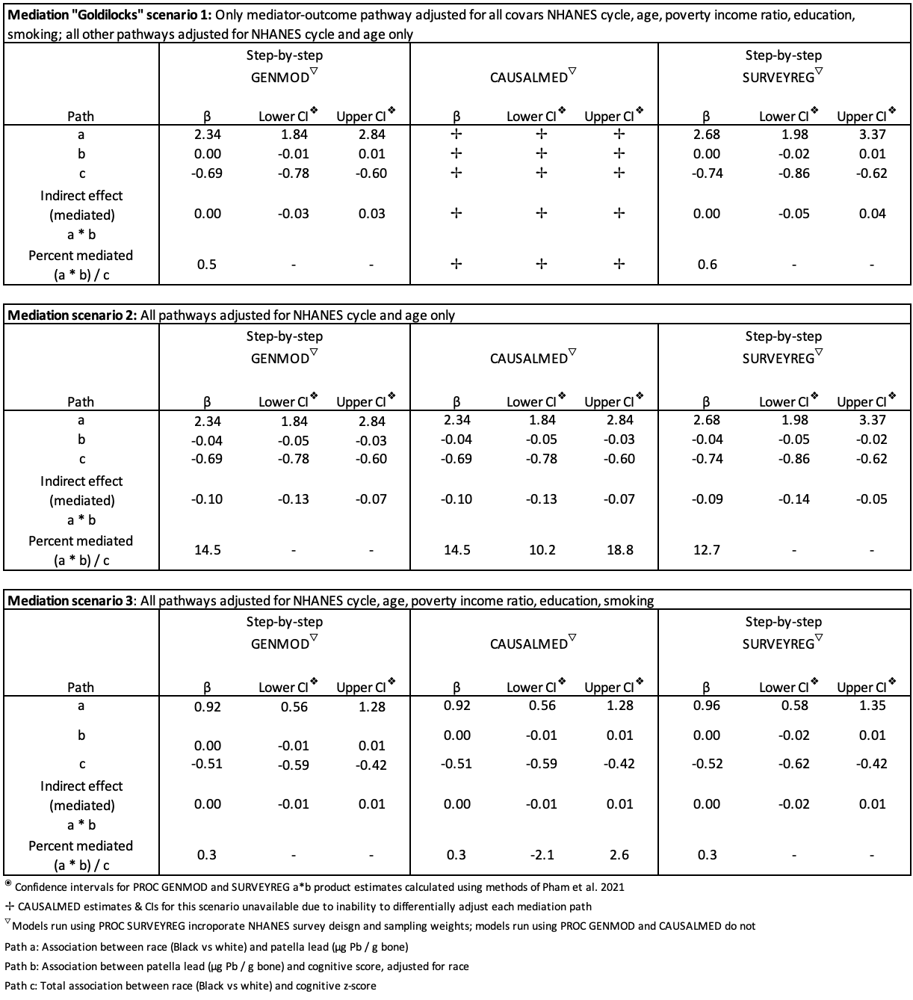 Mediation "Goldilocks" scenario 1: Only mediator-outcome pathway adjusted for all covars NHANES cycle, age, poverty income ratio, education,
smoking; all other pathways adjusted for NHANES cycle and age only
Step-by-step Step-by-step
GENMOD▽ CAUSALMED▽ SURVEYREG▽
Path β Lower CI❖ Upper CI❖ β Lower CI❖ Upper CI❖ β Lower CI❖ Upper CI❖
a 2.34 1.84 2.84 ✢ ✢ ✢ 2.68 1.98 3.37
b 0.00 -0.01 0.01 ✢ ✢ ✢ 0.00 -0.02 0.01
c -0.69 -0.78 -0.60 ✢ ✢ ✢ -0.74 -0.86 -0.62
Indirect effect
(mediated) 0.00 -0.03 0.03 ✢ ✢ ✢ 0.00 -0.05 0.04
a * b
Percent mediated
(a * b) / c 0.5 - - ✢ ✢ ✢ 0.6 - -
Mediation scenario 2: All pathways adjusted for NHANES cycle and age only
Step-by-step Step-by-step
GENMOD▽ CAUSALMED▽ SURVEYREG▽
Path β Lower CI❖ Upper CI❖ β Lower CI❖ Upper CI❖ β Lower CI❖ Upper CI❖
a 2.34 1.84 2.84 2.34 1.84 2.84 2.68 1.98 3.37
b -0.04 -0.05 -0.03 -0.04 -0.05 -0.03 -0.04 -0.05 -0.02
c -0.69 -0.78 -0.60 -0.69 -0.78 -0.60 -0.74 -0.86 -0.62
Indirect effect
(mediated) -0.10 -0.13 -0.07 -0.10 -0.13 -0.07 -0.09 -0.14 -0.05
a * b
Percent mediated
(a * b) / c 14.5 - - 14.5 10.2 18.8 12.7 - -
Mediation scenario 3: All pathways adjusted for NHANES cycle, age, poverty income ratio, education, smoking
Step-by-step Step-by-step
GENMOD▽ CAUSALMED▽ SURVEYREG▽
Path β Lower CI❖ Upper CI❖ β Lower CI❖ Upper CI❖ β Lower CI❖ Upper CI❖
a 0.92 0.56 1.28 0.92 0.56 1.28 0.96 0.58 1.35
b 0.00 -0.01 0.01 0.00 -0.01 0.01 0.00 -0.02 0.01
c -0.51 -0.59 -0.42 -0.51 -0.59 -0.42 -0.52 -0.62 -0.42
Indirect effect
(mediated) 0.00 -0.01 0.01 0.00 -0.01 0.01 0.00 -0.02 0.01
a * b
Percent mediated
(a * b) / c 0.3 - - 0.3 -2.1 2.6 0.3 - -
◉ Confidence intervals for PROC GENMOD and SURVEYREG a*b product estimates calculated using methods of Pham et al. 2021
✢ CAUSALMED estimates & CIs for this scenario unavailable due to inability to differentially adjust each mediation path
▽Models run using PROC SURVEYREG incroporate NHANES survey deisgn and sampling weights; models run using PROC GENMOD and CAUSALMED do not
Path a: Association between race (Black vs white) and patella lead (μg Pb / g bone)
Path b: Association between patella lead (μg Pb / g bone) and cognitive score, adjusted for race
Path c: Total association between race (Black vs white) and cognitive z-score